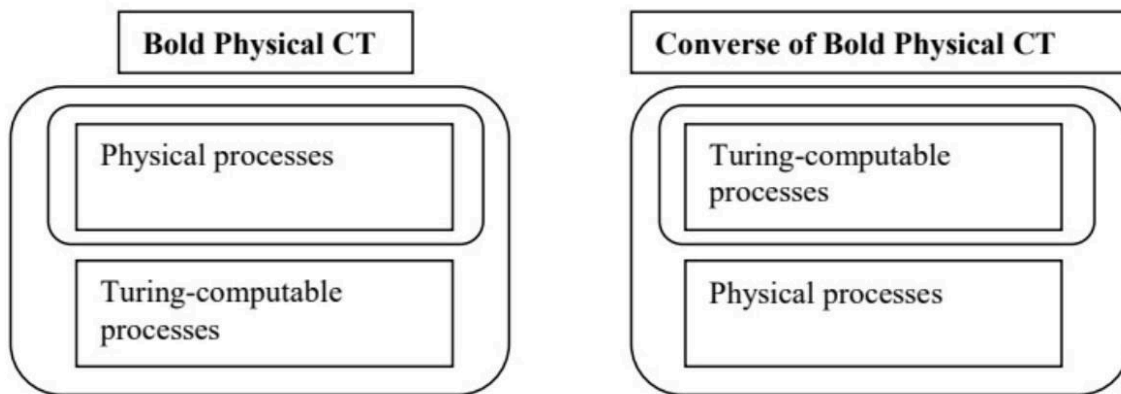 Bold Physical CT
Physical processes
Turing-computable
processes
Converse of Bold Physical CT
Turing-computable
processes
Physical processes